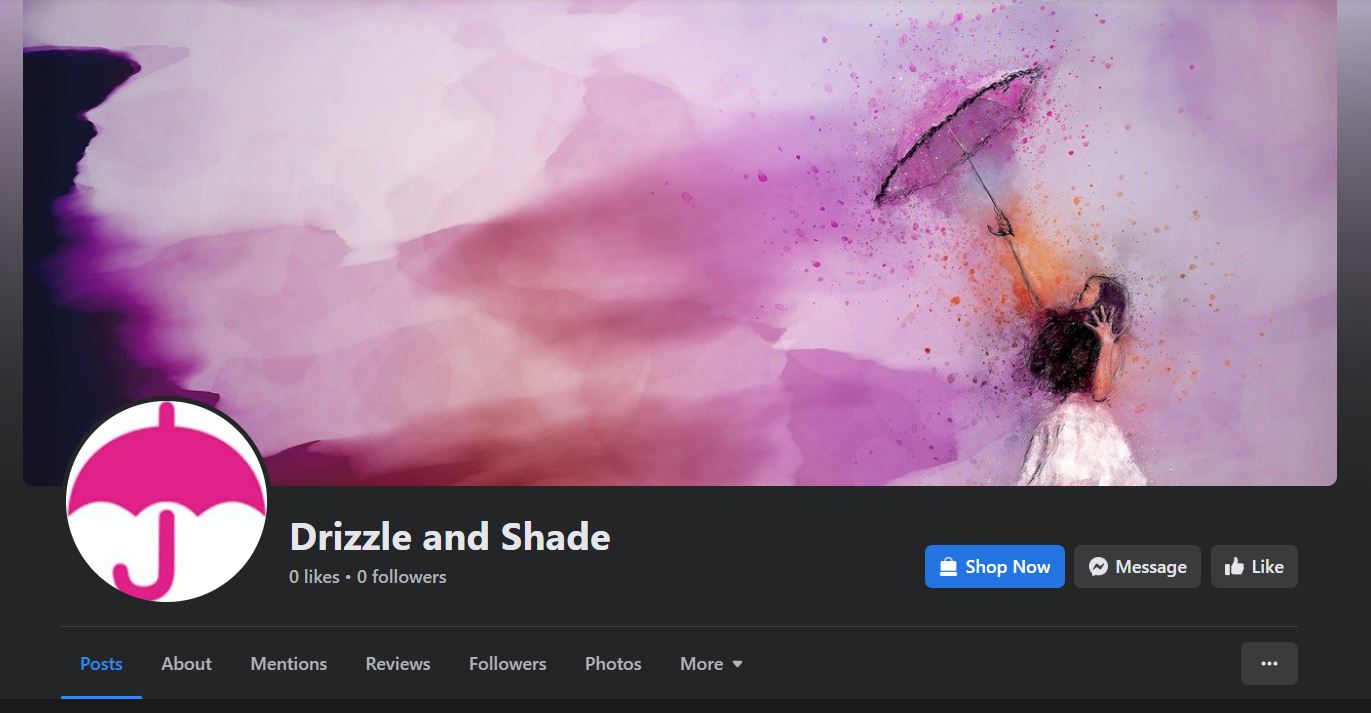 Drizzle and Shade
0 likes • 0 followers
Shop Now
Message
Like
Posts
About
Mentions
Reviews
Followers
Photos
More